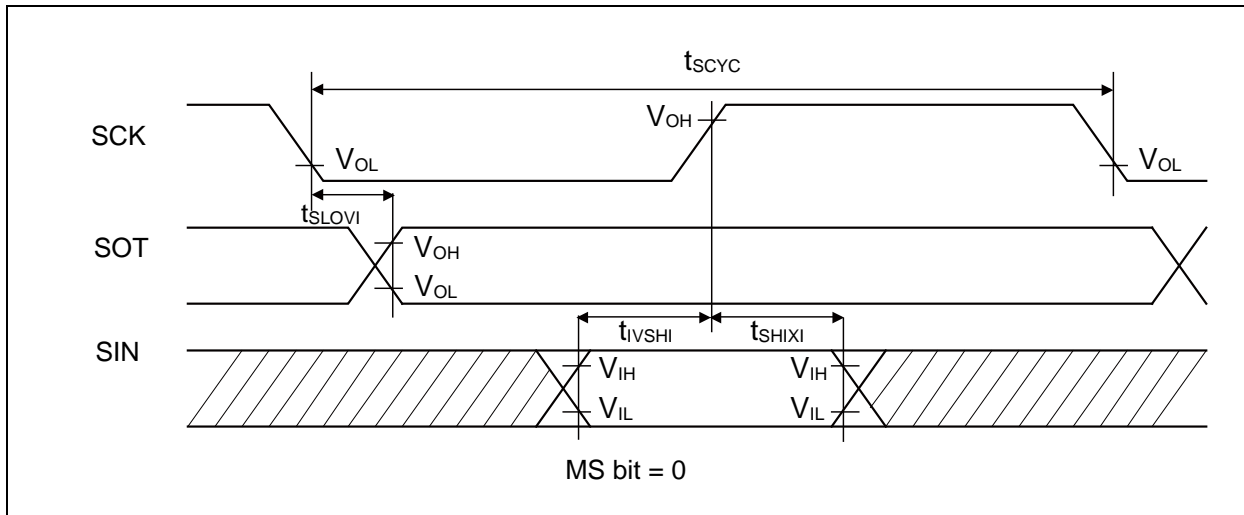 tSCYC
SCK
VOH
VOL
VOL
tSLOVI
SOT
VOH
VOL
tIVSHI
tSHIXI
SIN
VIH
VIH
VIL
VIL
MS bit = 0